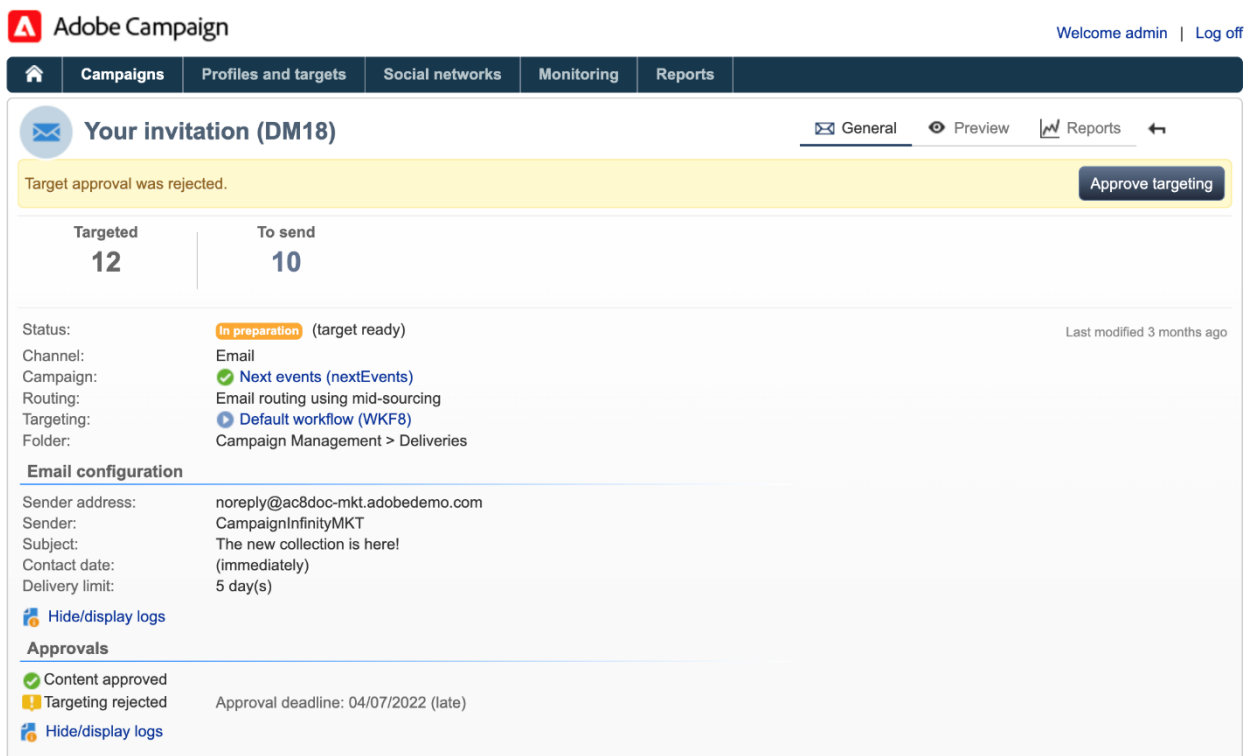 Adobe Campaign
Welcome admin | Log off
Campaigns Profiles and targets Social networks Monitoring Reports
Your invitation (DM18) General Preview Reports
Target approval was rejected. Approve targeting
Targeted To send
12 10
Status: In preparation (target ready) Last modified 3 months ago
Channel: Email
Campaign: Next events (nextEvents)
Routing: Email routing using mid-sourcing
Targeting: Default workflow (WKF8)
Folder: Campaign Management > Deliveries
Email configuration
Sender address: noreply@ac8doc-mkt.adobedemo.com
Sender: CampaignInfinityMKT
Subject: The new collection is here!
Contact date: (immediately)
Delivery limit: 5 day(s)
Hide/display logs
Approvals
Content approved
Targeting rejected Approval deadline: 04/07/2022 (late)
Hide/display logs